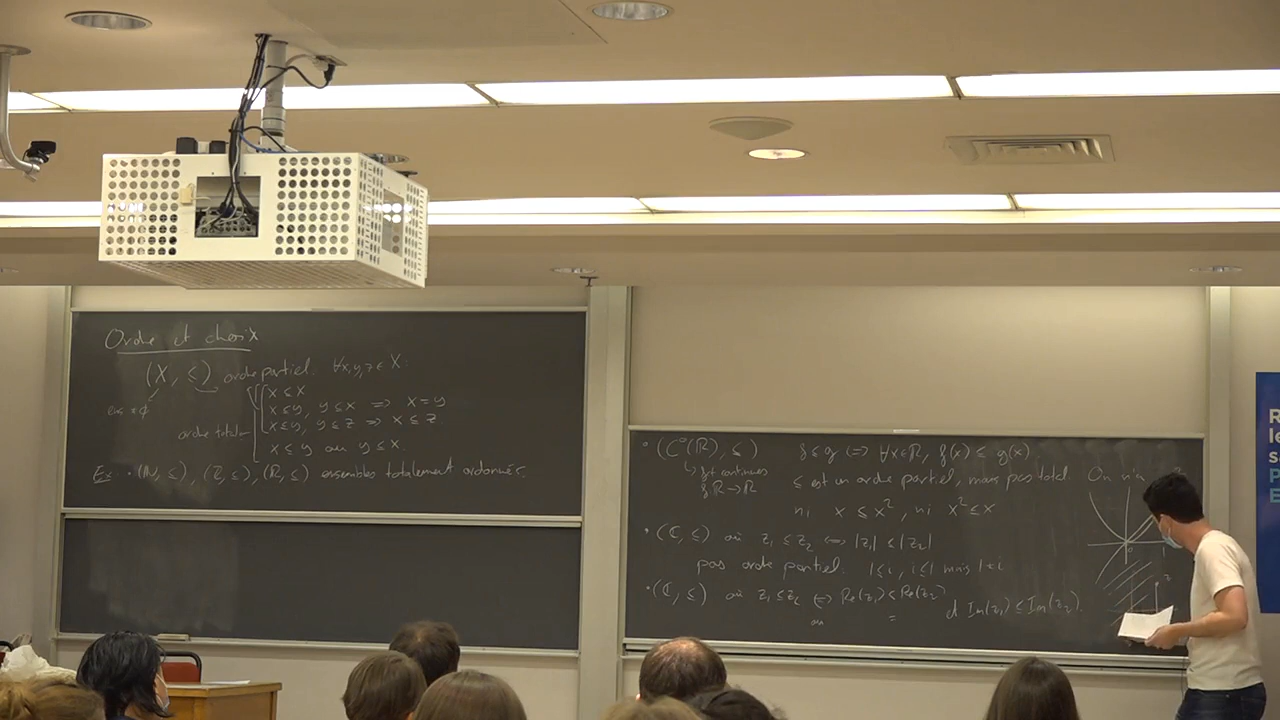 Ordre et choix
(X, ≤) ordre partiel. ∀x,y,z ∈ X:
ens ≠ ∅
x ≤ x
x ≤ y, y ≤ x ⟹ x = y
x ≤ y, y ≤ z ⟹ x ≤ z
ordre total
x ≤ y ou y ≤ x.
Ex: • (ℕ, ≤), (ℤ, ≤), (ℝ, ≤) ensembles totalement ordonnés.
• (C⁰(ℝ), ≤) f ≤ g ⟺ ∀x∈ℝ, f(x) ≤ g(x)
↳ fct continues
f: ℝ → ℝ
≤ est un ordre partiel, mais pas total. On n'a
ni x ≤ x², ni x² ≤ x
• (ℂ, ≤) où z₁ ≤ z₂ ⟺ |z₁| ≤ |z₂|
pas ordre partiel: 1 ≤ i, i ≤ 1 mais 1 ≠ i
• (ℂ, ≤) où z₁ ≤ z₂ ⟺ Re(z₁) < Re(z₂)
ou = et Im(z₁) ≤ Im(z₂).